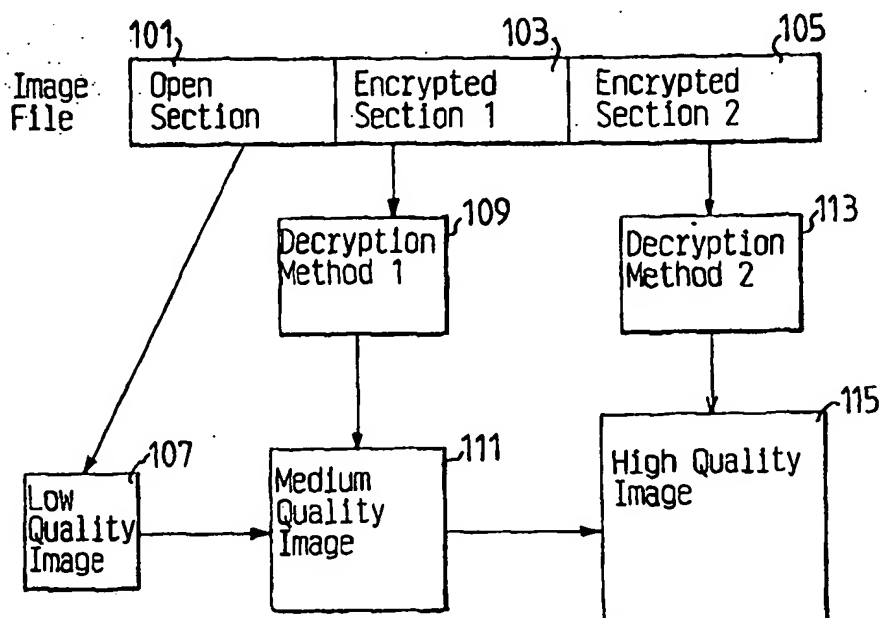 101
103
105
Image
File
Open
Section
Encrypted
Section 1
Encrypted
Section 2
109
Decryption
Method 1
113
Decryption
Method 2
107
Low
Quality
Image
111
Medium
Quality
Image
115
High Quality
Image